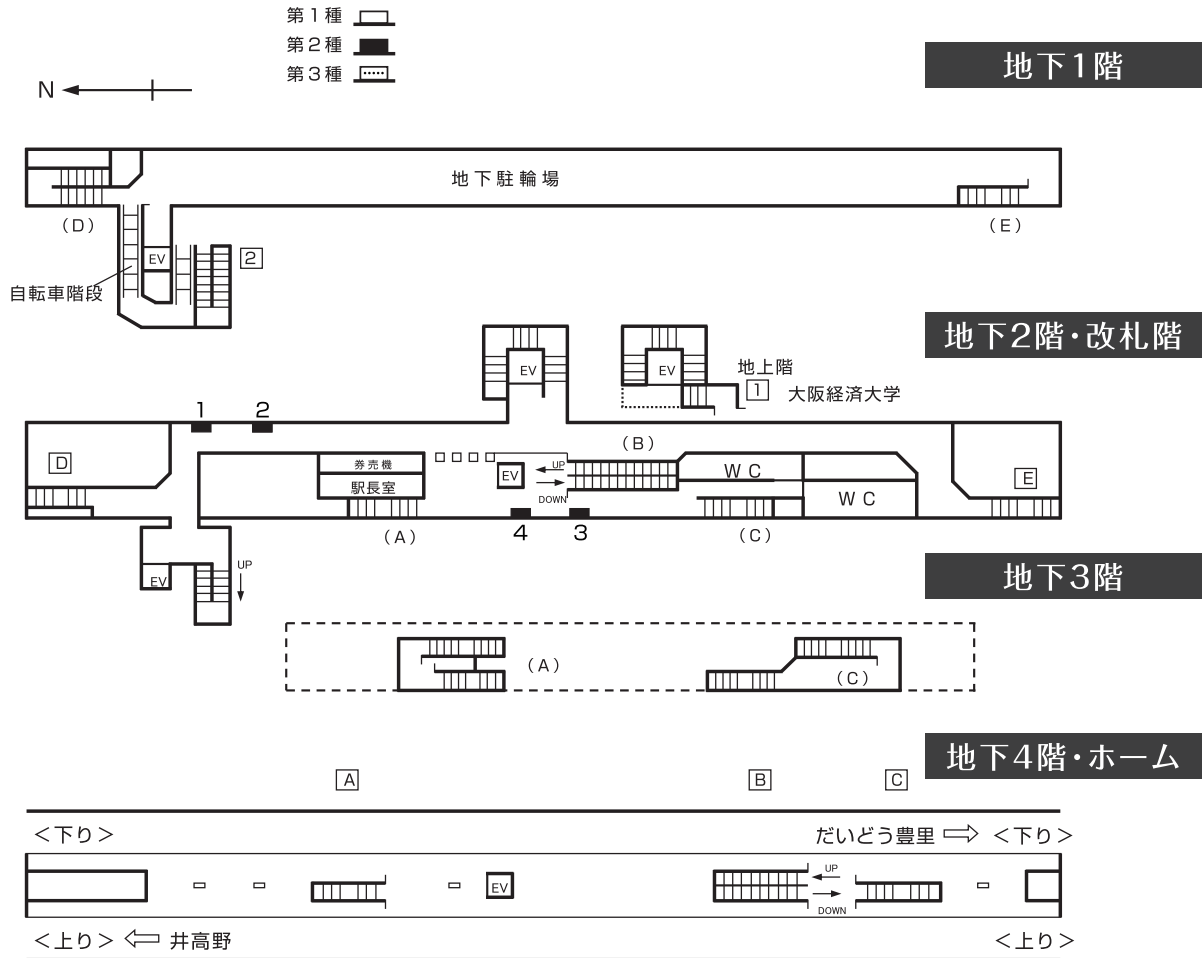 第1種
第2種
第3種
地下1階
N
地下駐輪場
(D)
(E)
EV
2
自転車階段
地下2階・改札階
EV
EV
地上階
1
大阪経済大学
1
2
(B)
D
券売機
駅長室
EV
UP
DOWN
WC
WC
E
(A)
4
3
(C)
EV
UP
地下3階
(A)
(C)
地下4階・ホーム
A
B
C
<下り>
だいどう豊里
<下り>
EV
UP
DOWN
<上り>
井高野
<上り>